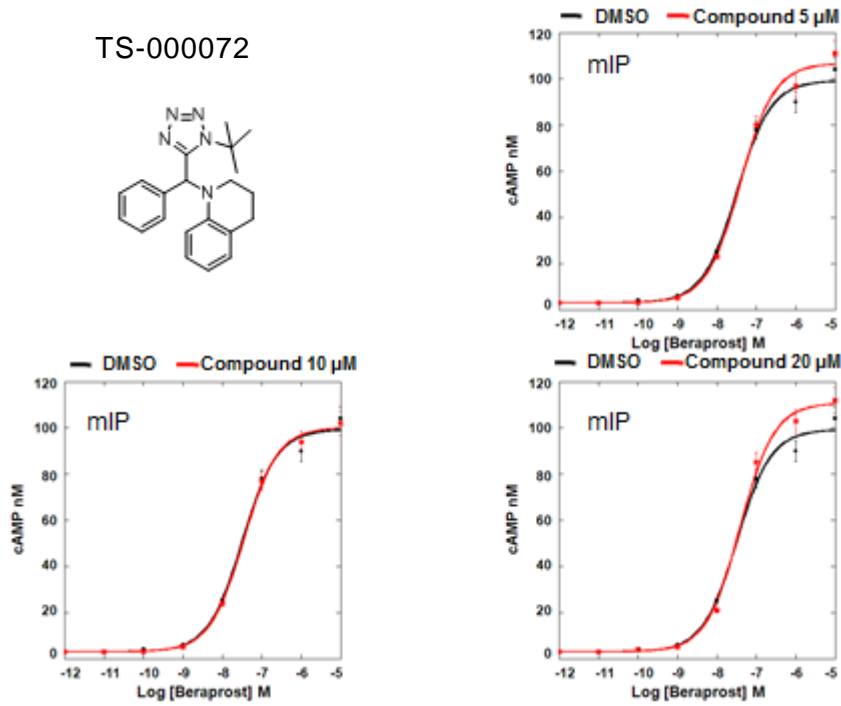 TS-000072
N=N
N N
N
DMSO Compound 5 µM
mIP
cAMP nM
120
100
80
60
40
20
0
-12 -11 -10 -9 -8 -7 -6 -5
Log [Beraprost] M
DMSO Compound 10 µM
mIP
cAMP nM
120
100
80
60
40
20
0
-12 -11 -10 -9 -8 -7 -6 -5
Log [Beraprost] M
DMSO Compound 20 µM
mIP
cAMP nM
120
100
80
60
40
20
0
-12 -11 -10 -9 -8 -7 -6 -5
Log [Beraprost] M